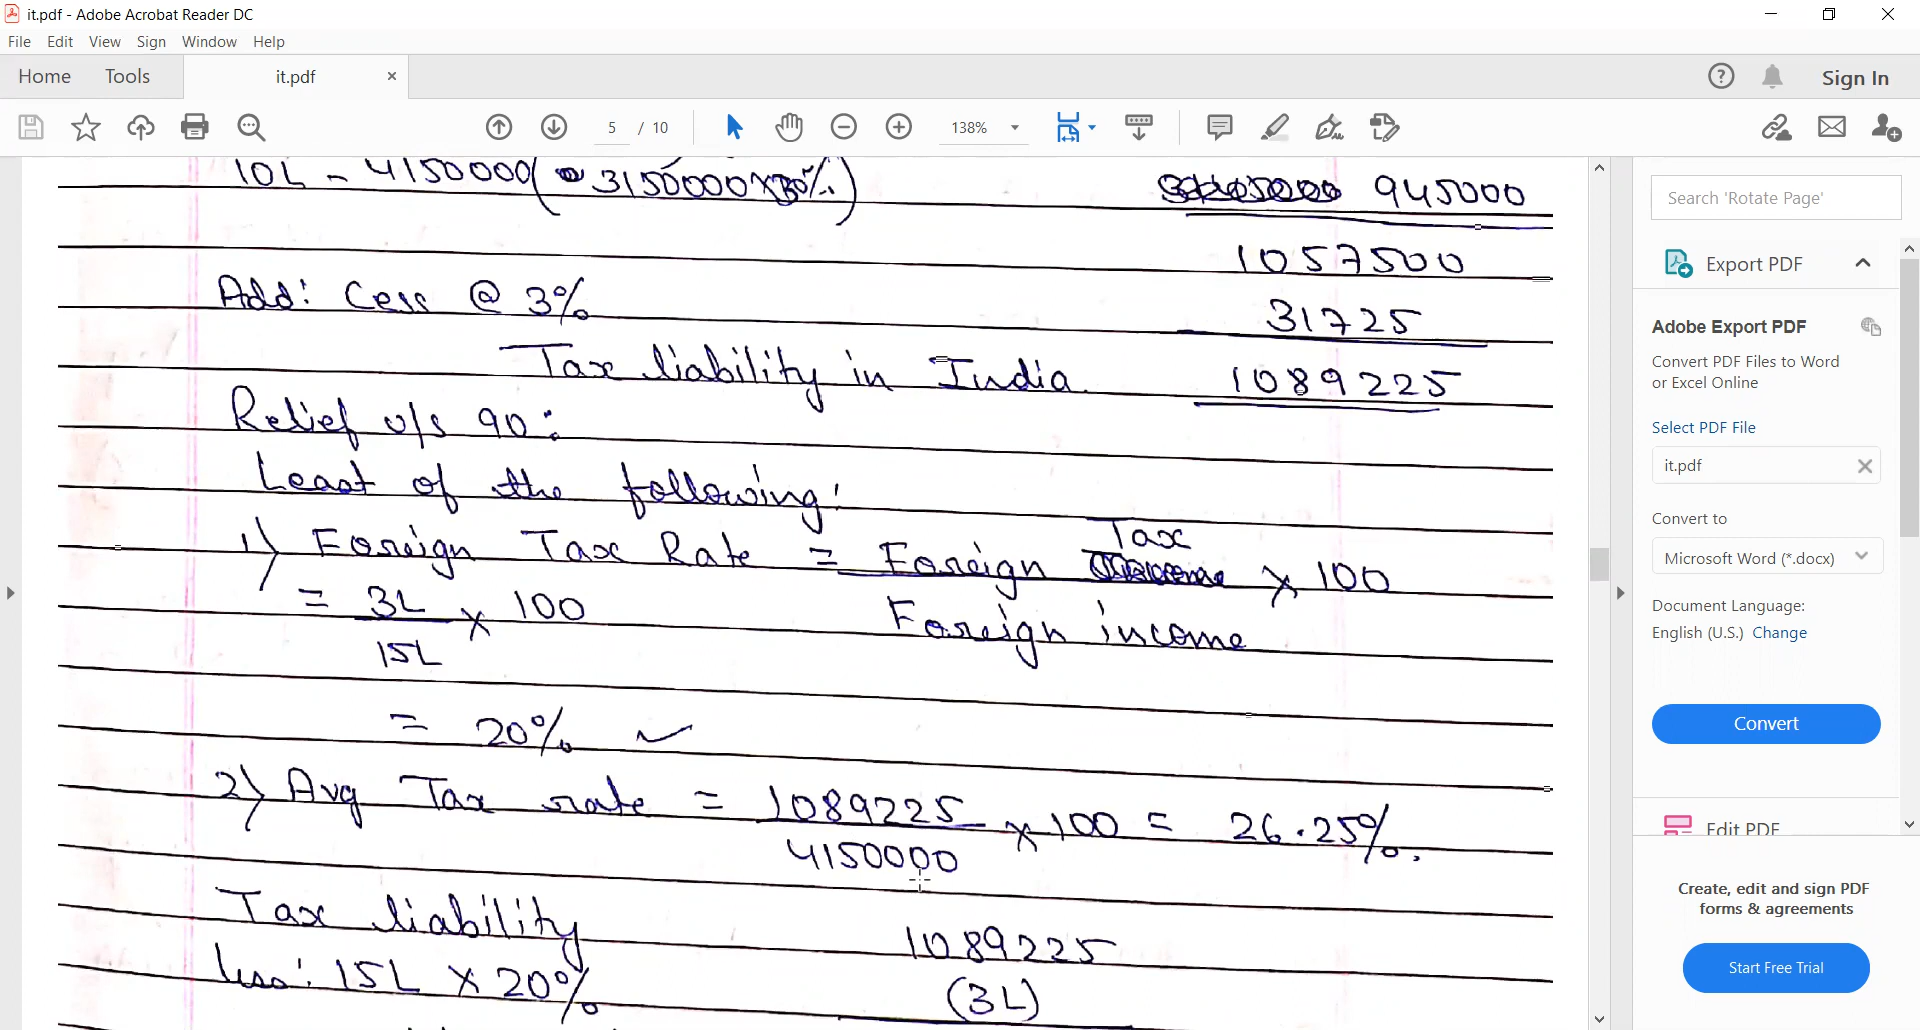 it.pdf - Adobe Acrobat Reader DC
File Edit View Sign Window Help
Home Tools it.pdf × Sign In
5 / 10 138%
10L - 4150000 (3150000 x 30%) 945000
1057500
Add: Cess @ 3% 31725
Tax liability in India 1089225
Relief u/s 90:
Least of the following:
1) Foreign Tax Rate = Foreign Tax x 100
Foreign income
= 3L x 100
15L
= 20% ✓
2) Avg Tax rate = 1089225 x 100 = 26.25%.
4150000
Tax liability 1089225
Less: 15L x 20% (3L)
Search 'Rotate Page'
Export PDF
Adobe Export PDF
Convert PDF Files to Word
or Excel Online
Select PDF File
it.pdf
Convert to
Microsoft Word (*.docx)
Document Language:
English (U.S.) Change
Convert
Edit PDF
Create, edit and sign PDF
forms & agreements
Start Free Trial